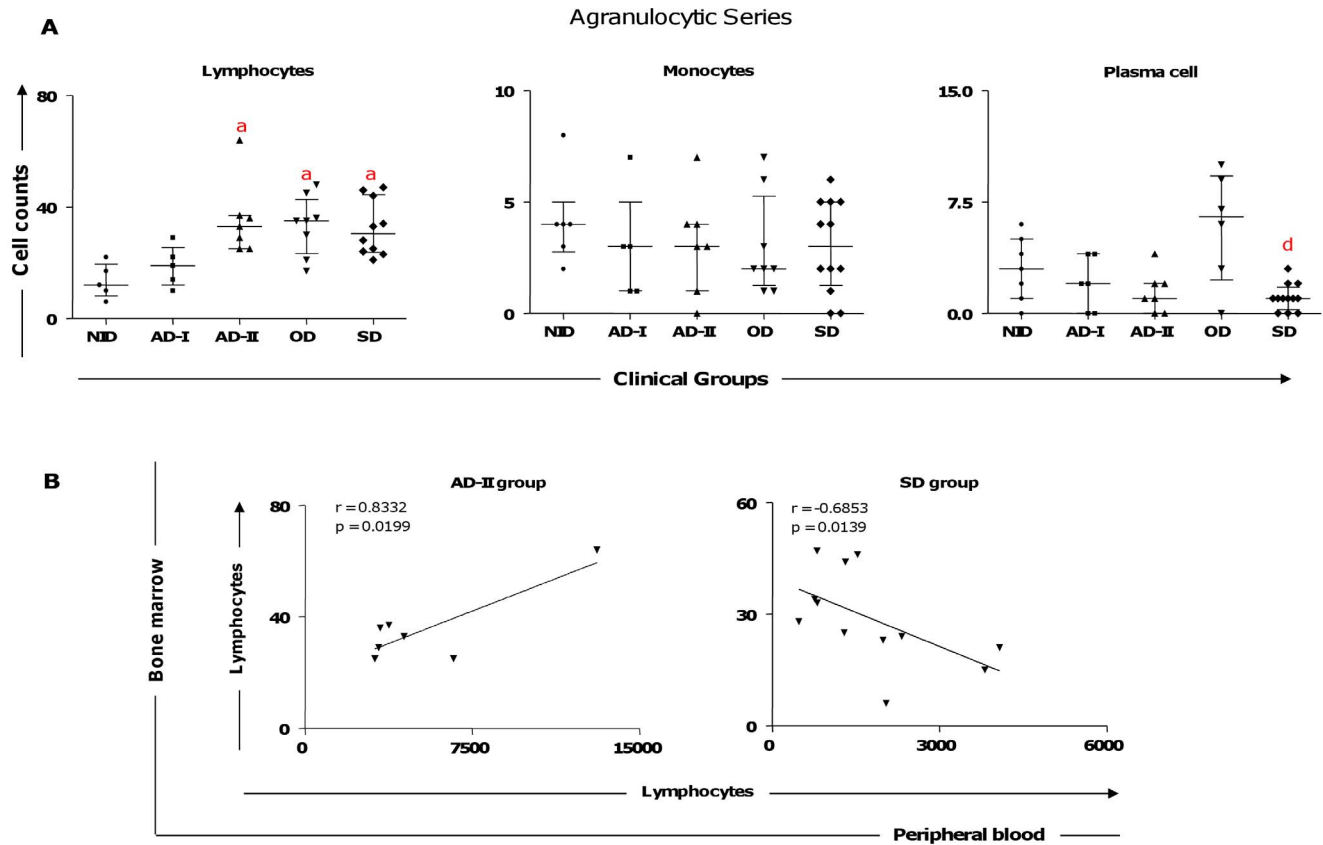 Agranulocytic Series
A
Lymphocytes
Monocytes
Plasma cell
Cell counts
80
40
0
a
a
a
NID AD-I AD-II OD SD
10
5
0
NID AD-I AD-II OD SD
15.0
7.5
0.0
d
NID AD-I AD-II OD SD
Clinical Groups
B
Bone marrow
Lymphocytes
AD-II group
80
40
0
r = 0.8332
p = 0.0199
0 7500 15000
SD group
60
30
0
r = -0.6853
p = 0.0139
0 3000 6000
Lymphocytes
Peripheral blood